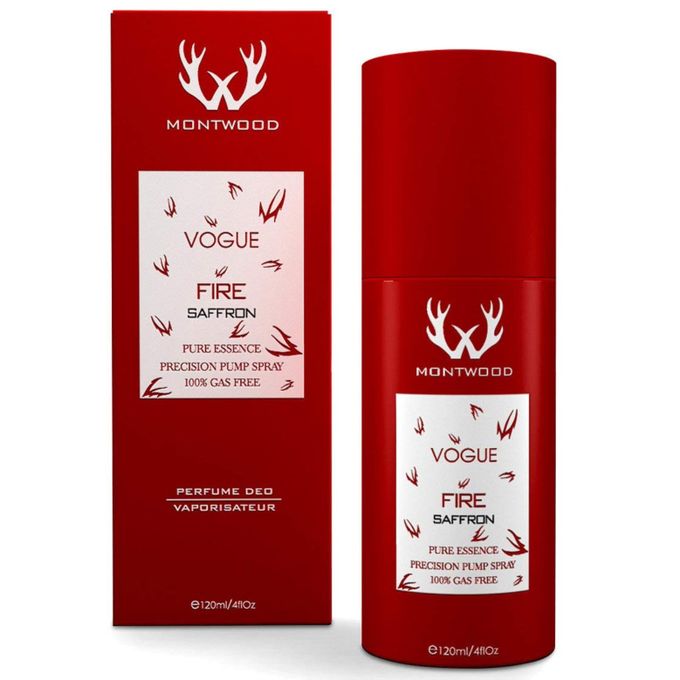 MONTWOOD
VOGUE
FIRE
SAFFRON
PURE ESSENCE
PRECISION PUMP SPRAY
100% GAS FREE
PERFUME DEO
VAPORISATEUR
℮120ml/4flOz
MONTWOOD
VOGUE
FIRE
SAFFRON
PURE ESSENCE
PRECISION PUMP SPRAY
100% GAS FREE
℮120ml/4flOz